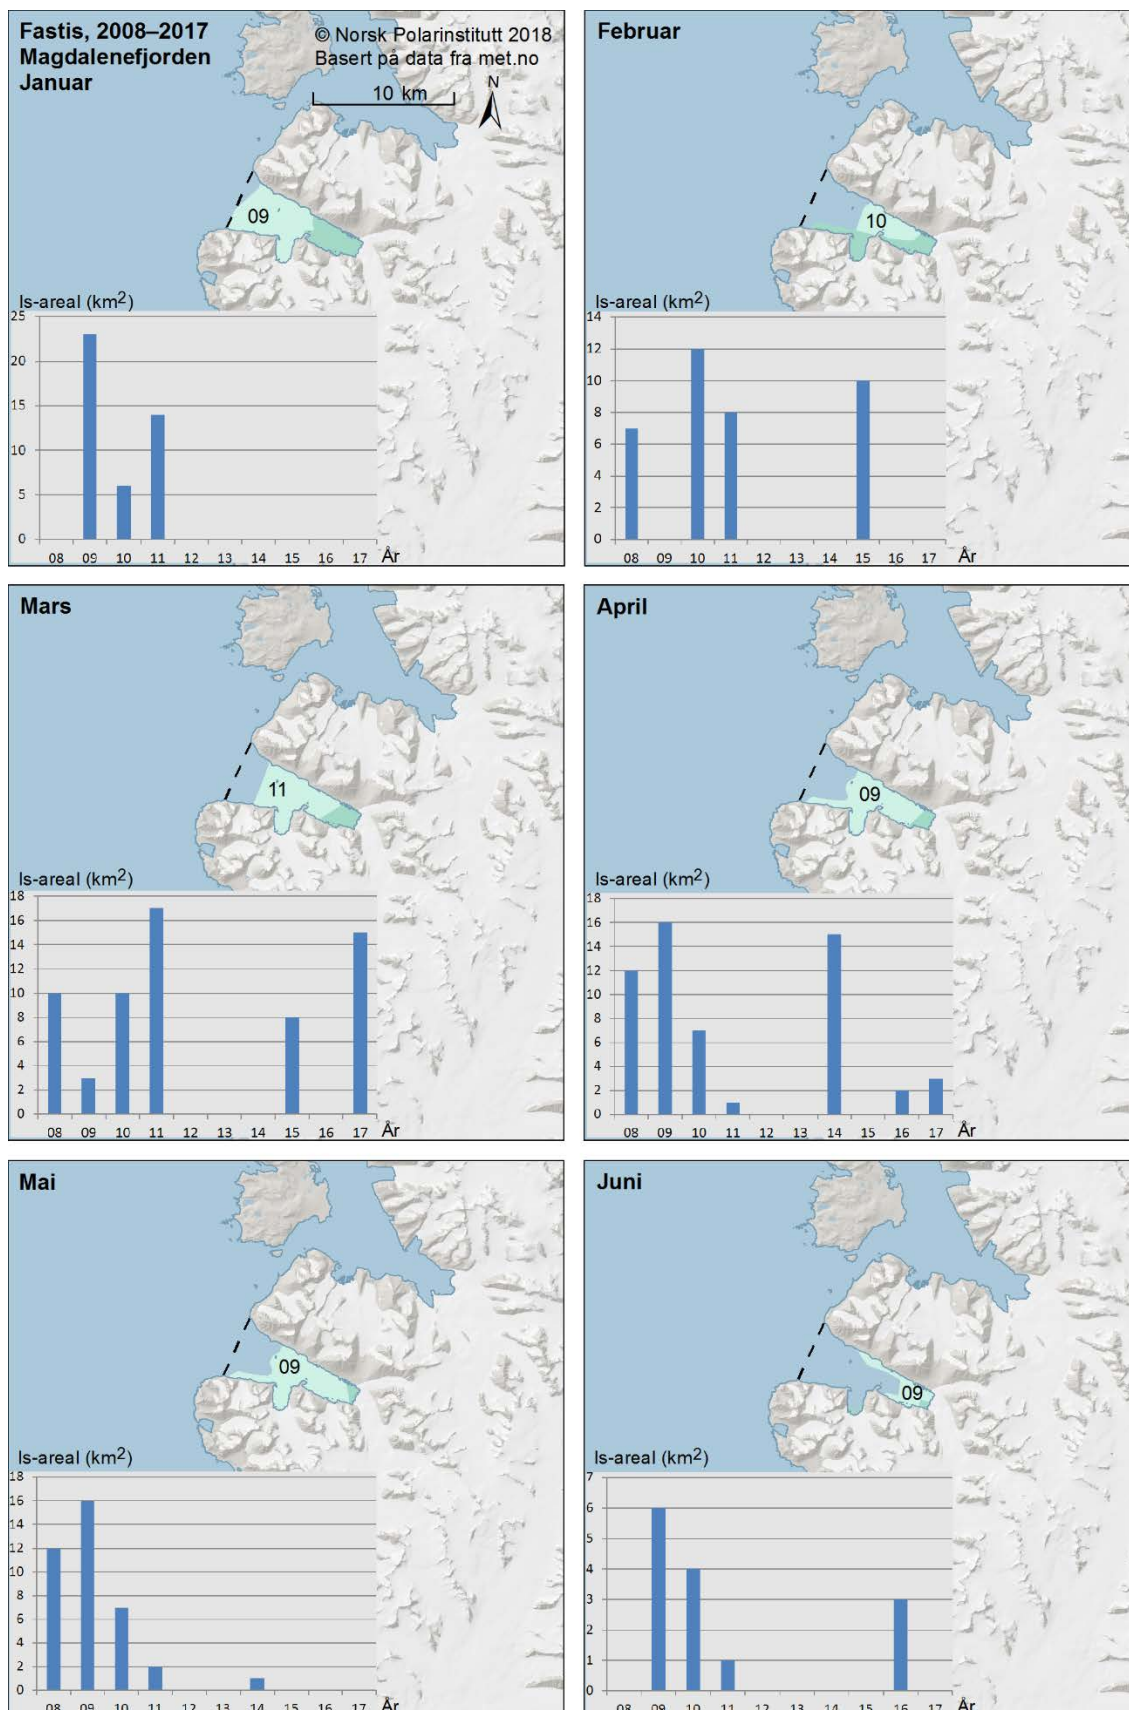 Fastis, 2008–2017
Magdalenefjorden
Januar
© Norsk Polarinstitutt 2018
Basert på data fra met.no
10 km
N
09
Is-areal (km²)
25
20
15
10
5
0
08 09 10 11 12 13 14 15 16 17 År
Februar
10
Is-areal (km²)
14
12
10
8
6
4
2
0
08 09 10 11 12 13 14 15 16 17 År
Mars
11
Is-areal (km²)
18
16
14
12
10
8
6
4
2
0
08 09 10 11 12 13 14 15 16 17 År
April
09
Is-areal (km²)
18
16
14
12
10
8
6
4
2
0
08 09 10 11 12 13 14 15 16 17 År
Mai
09
Is-areal (km²)
18
16
14
12
10
8
6
4
2
0
08 09 10 11 12 13 14 15 16 17 År
Juni
09
Is-areal (km²)
7
6
5
4
3
2
1
0
08 09 10 11 12 13 14 15 16 17 År